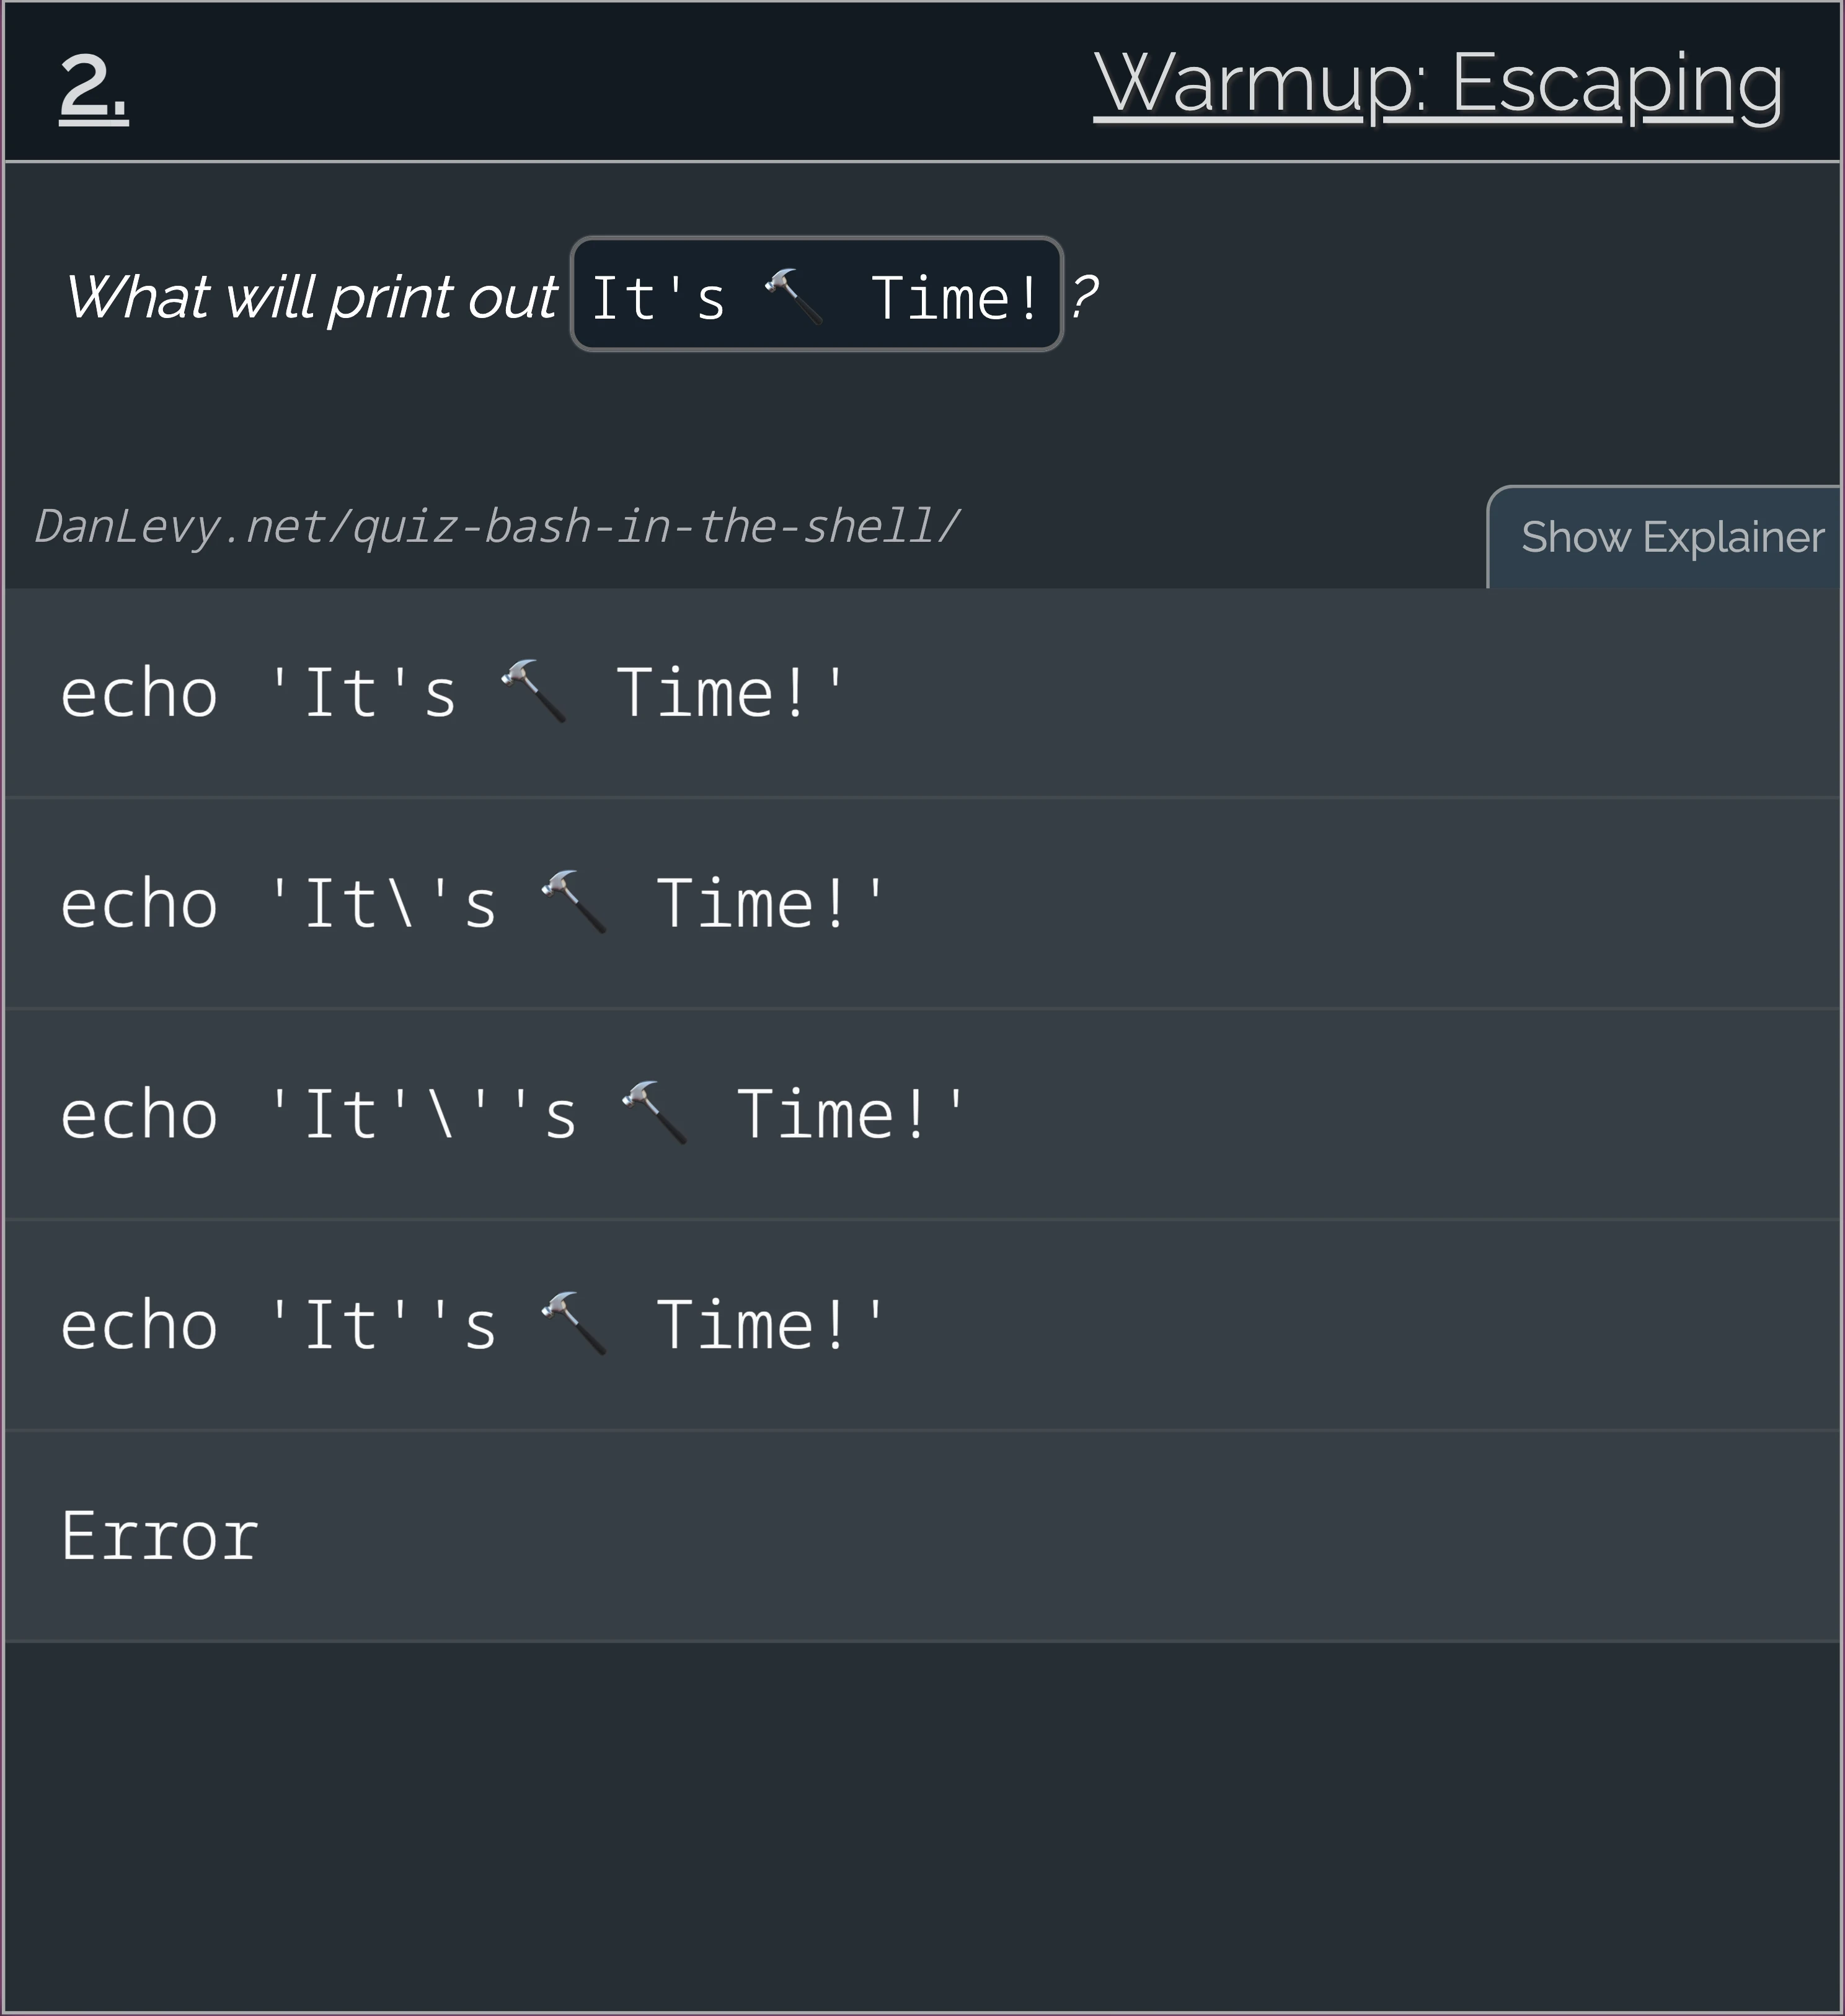 2.
Warmup: Escaping
What will print out It's 🔨 Time! ?
DanLevy.net/quiz-bash-in-the-shell/
Show Explainer
echo 'It's 🔨 Time!'
echo 'It\'s 🔨 Time!'
echo 'It'\''s 🔨 Time!'
echo 'It''s 🔨 Time!'
Error